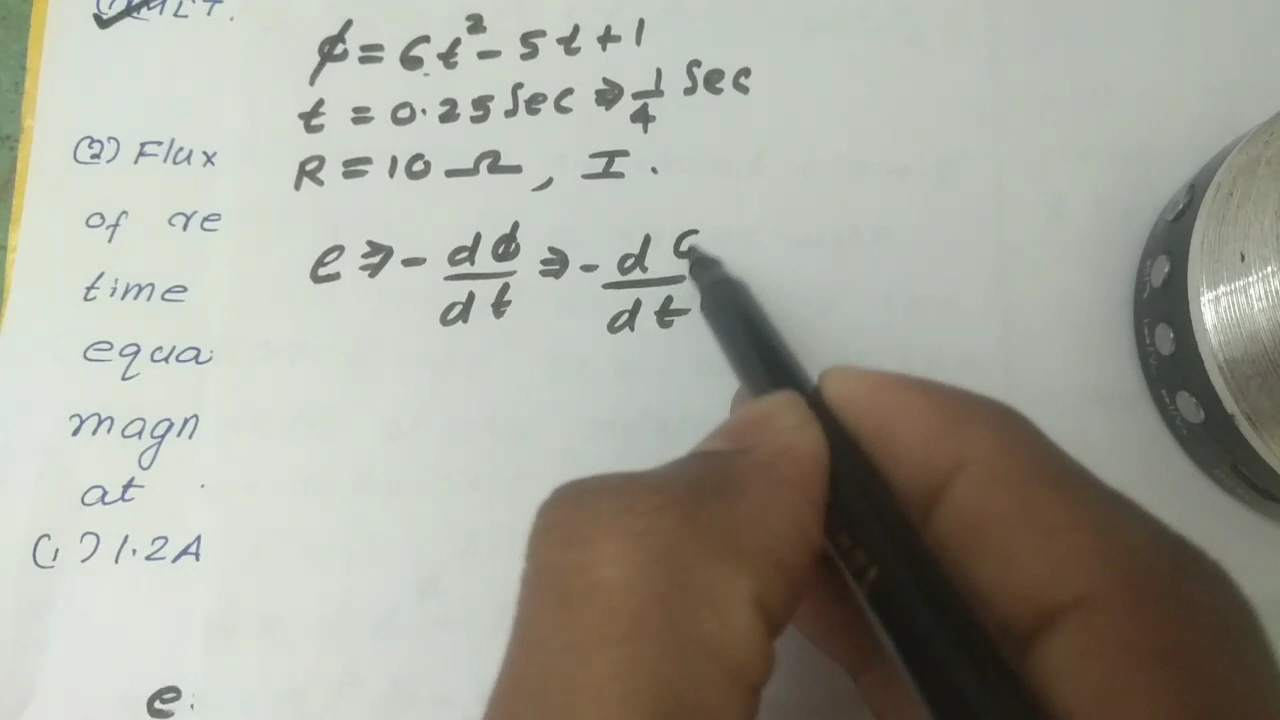 φ = 6t² - 5t + 1
t = 0.25 Sec ⇒ 1/4 Sec
R = 10 Ω, I.
e ⇒ - dφ/dt ⇒ - d/dt
(2) Flux
of re
time
equa
magn
at
(1) 1.2A
e